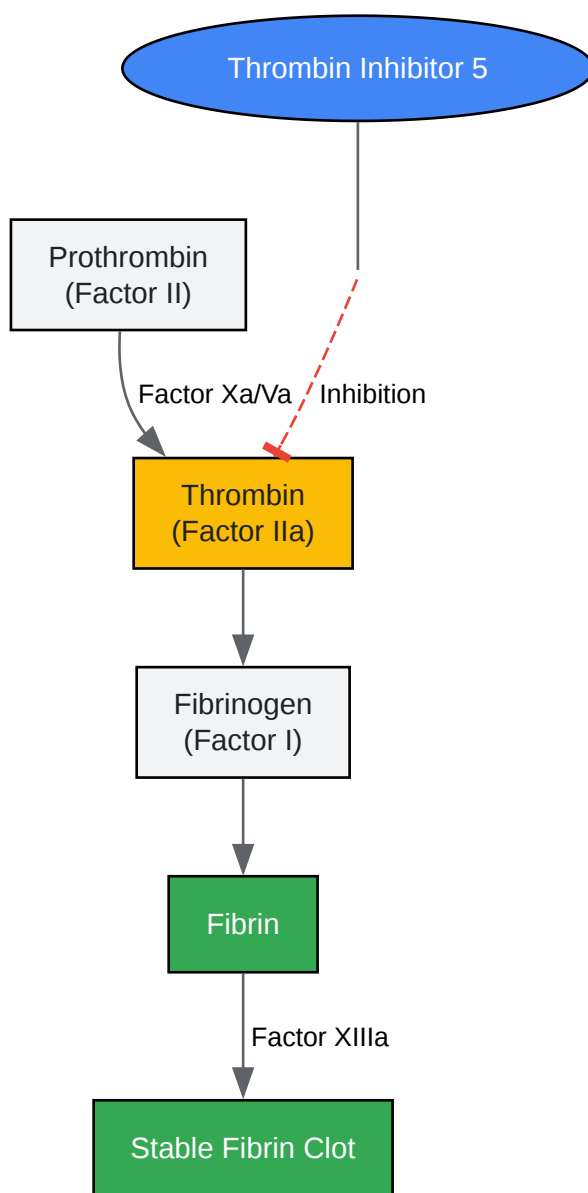 Thrombin Inhibitor 5
Prothrombin
(Factor II)
Factor Xa/Va
Inhibition
Thrombin
(Factor IIa)
Fibrinogen
(Factor I)
Fibrin
Factor XIIIa
Stable Fibrin Clot